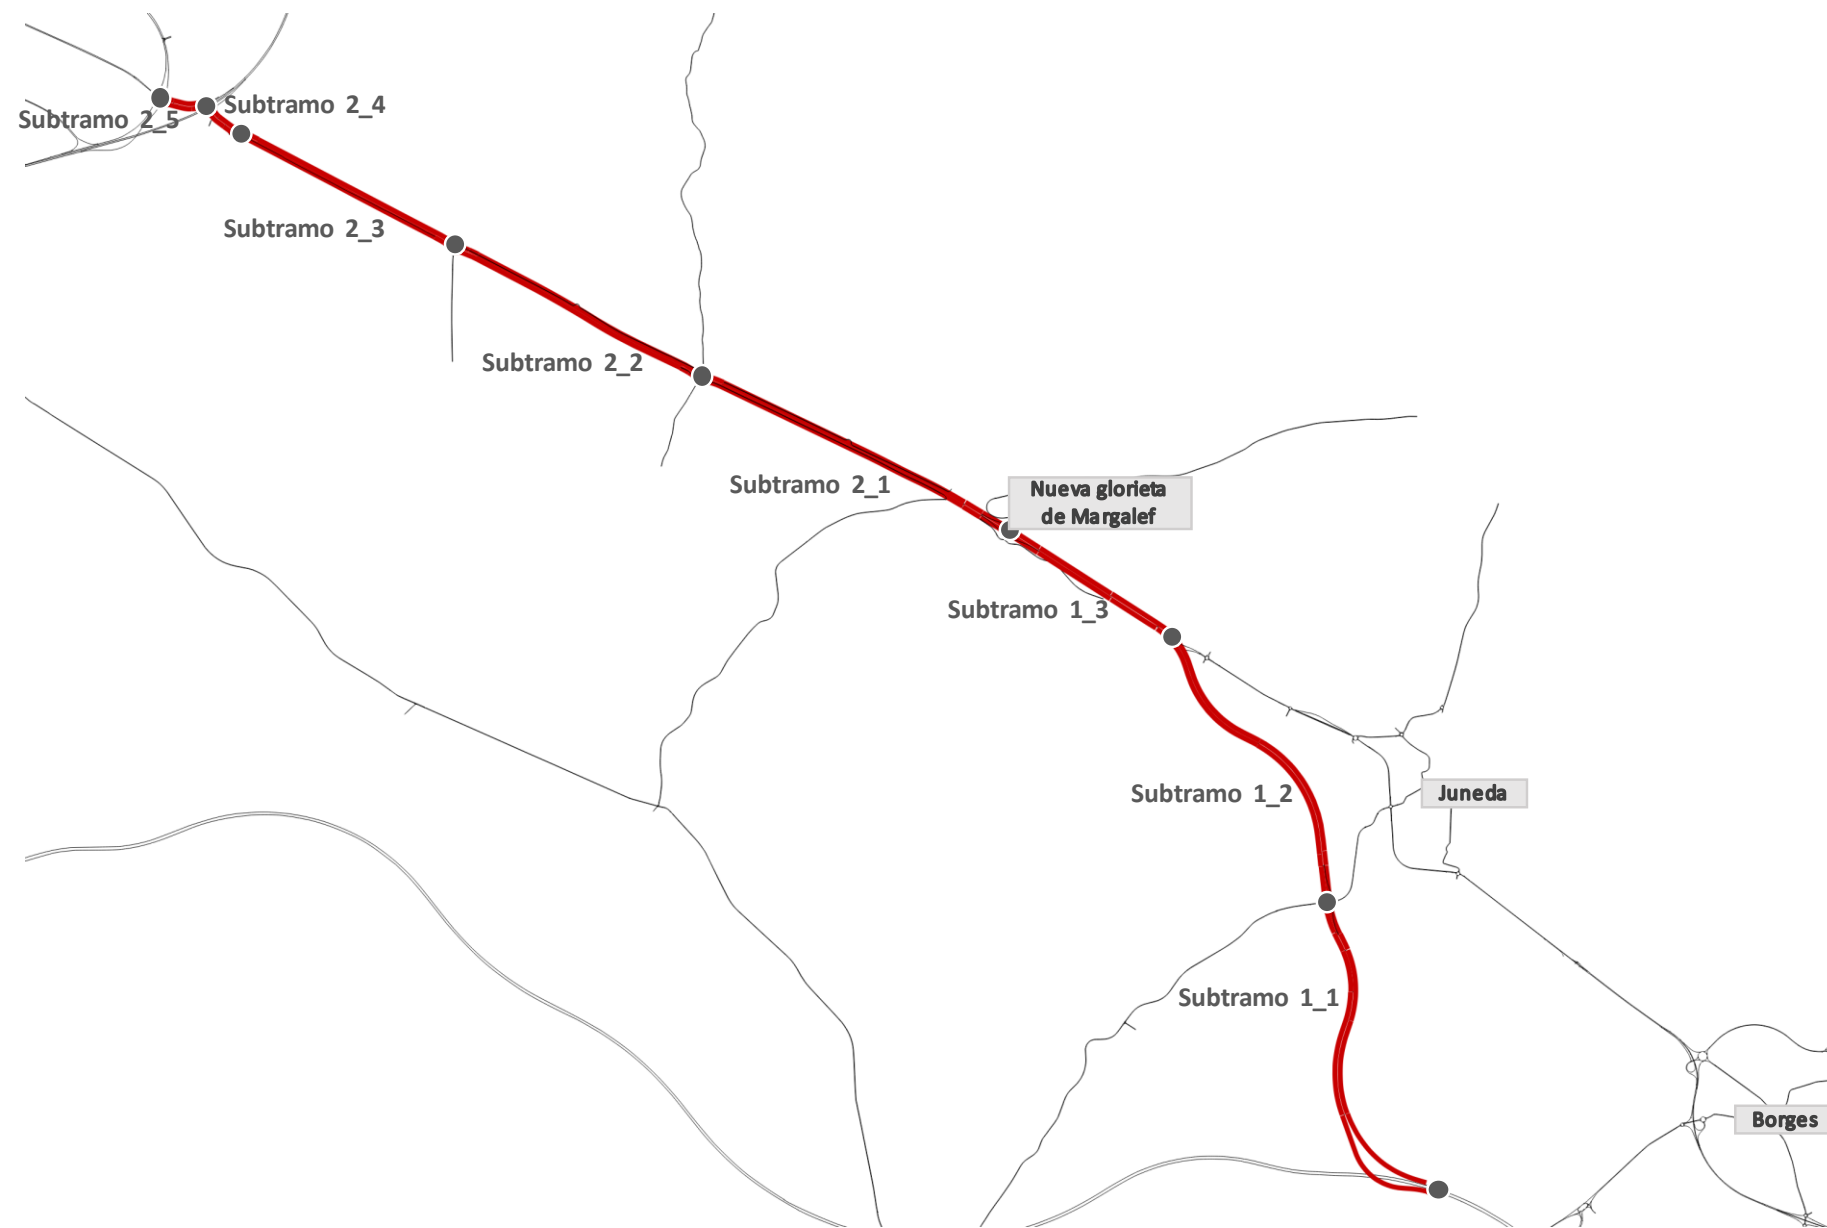 Subtramo 2_4
Subtramo 2_5
Subtramo 2_3
Subtramo 2_2
Subtramo 2_1
Nueva glorieta
de Margalef
Subtramo 1_3
Subtramo 1_2
Juneda
Subtramo 1_1
Borges